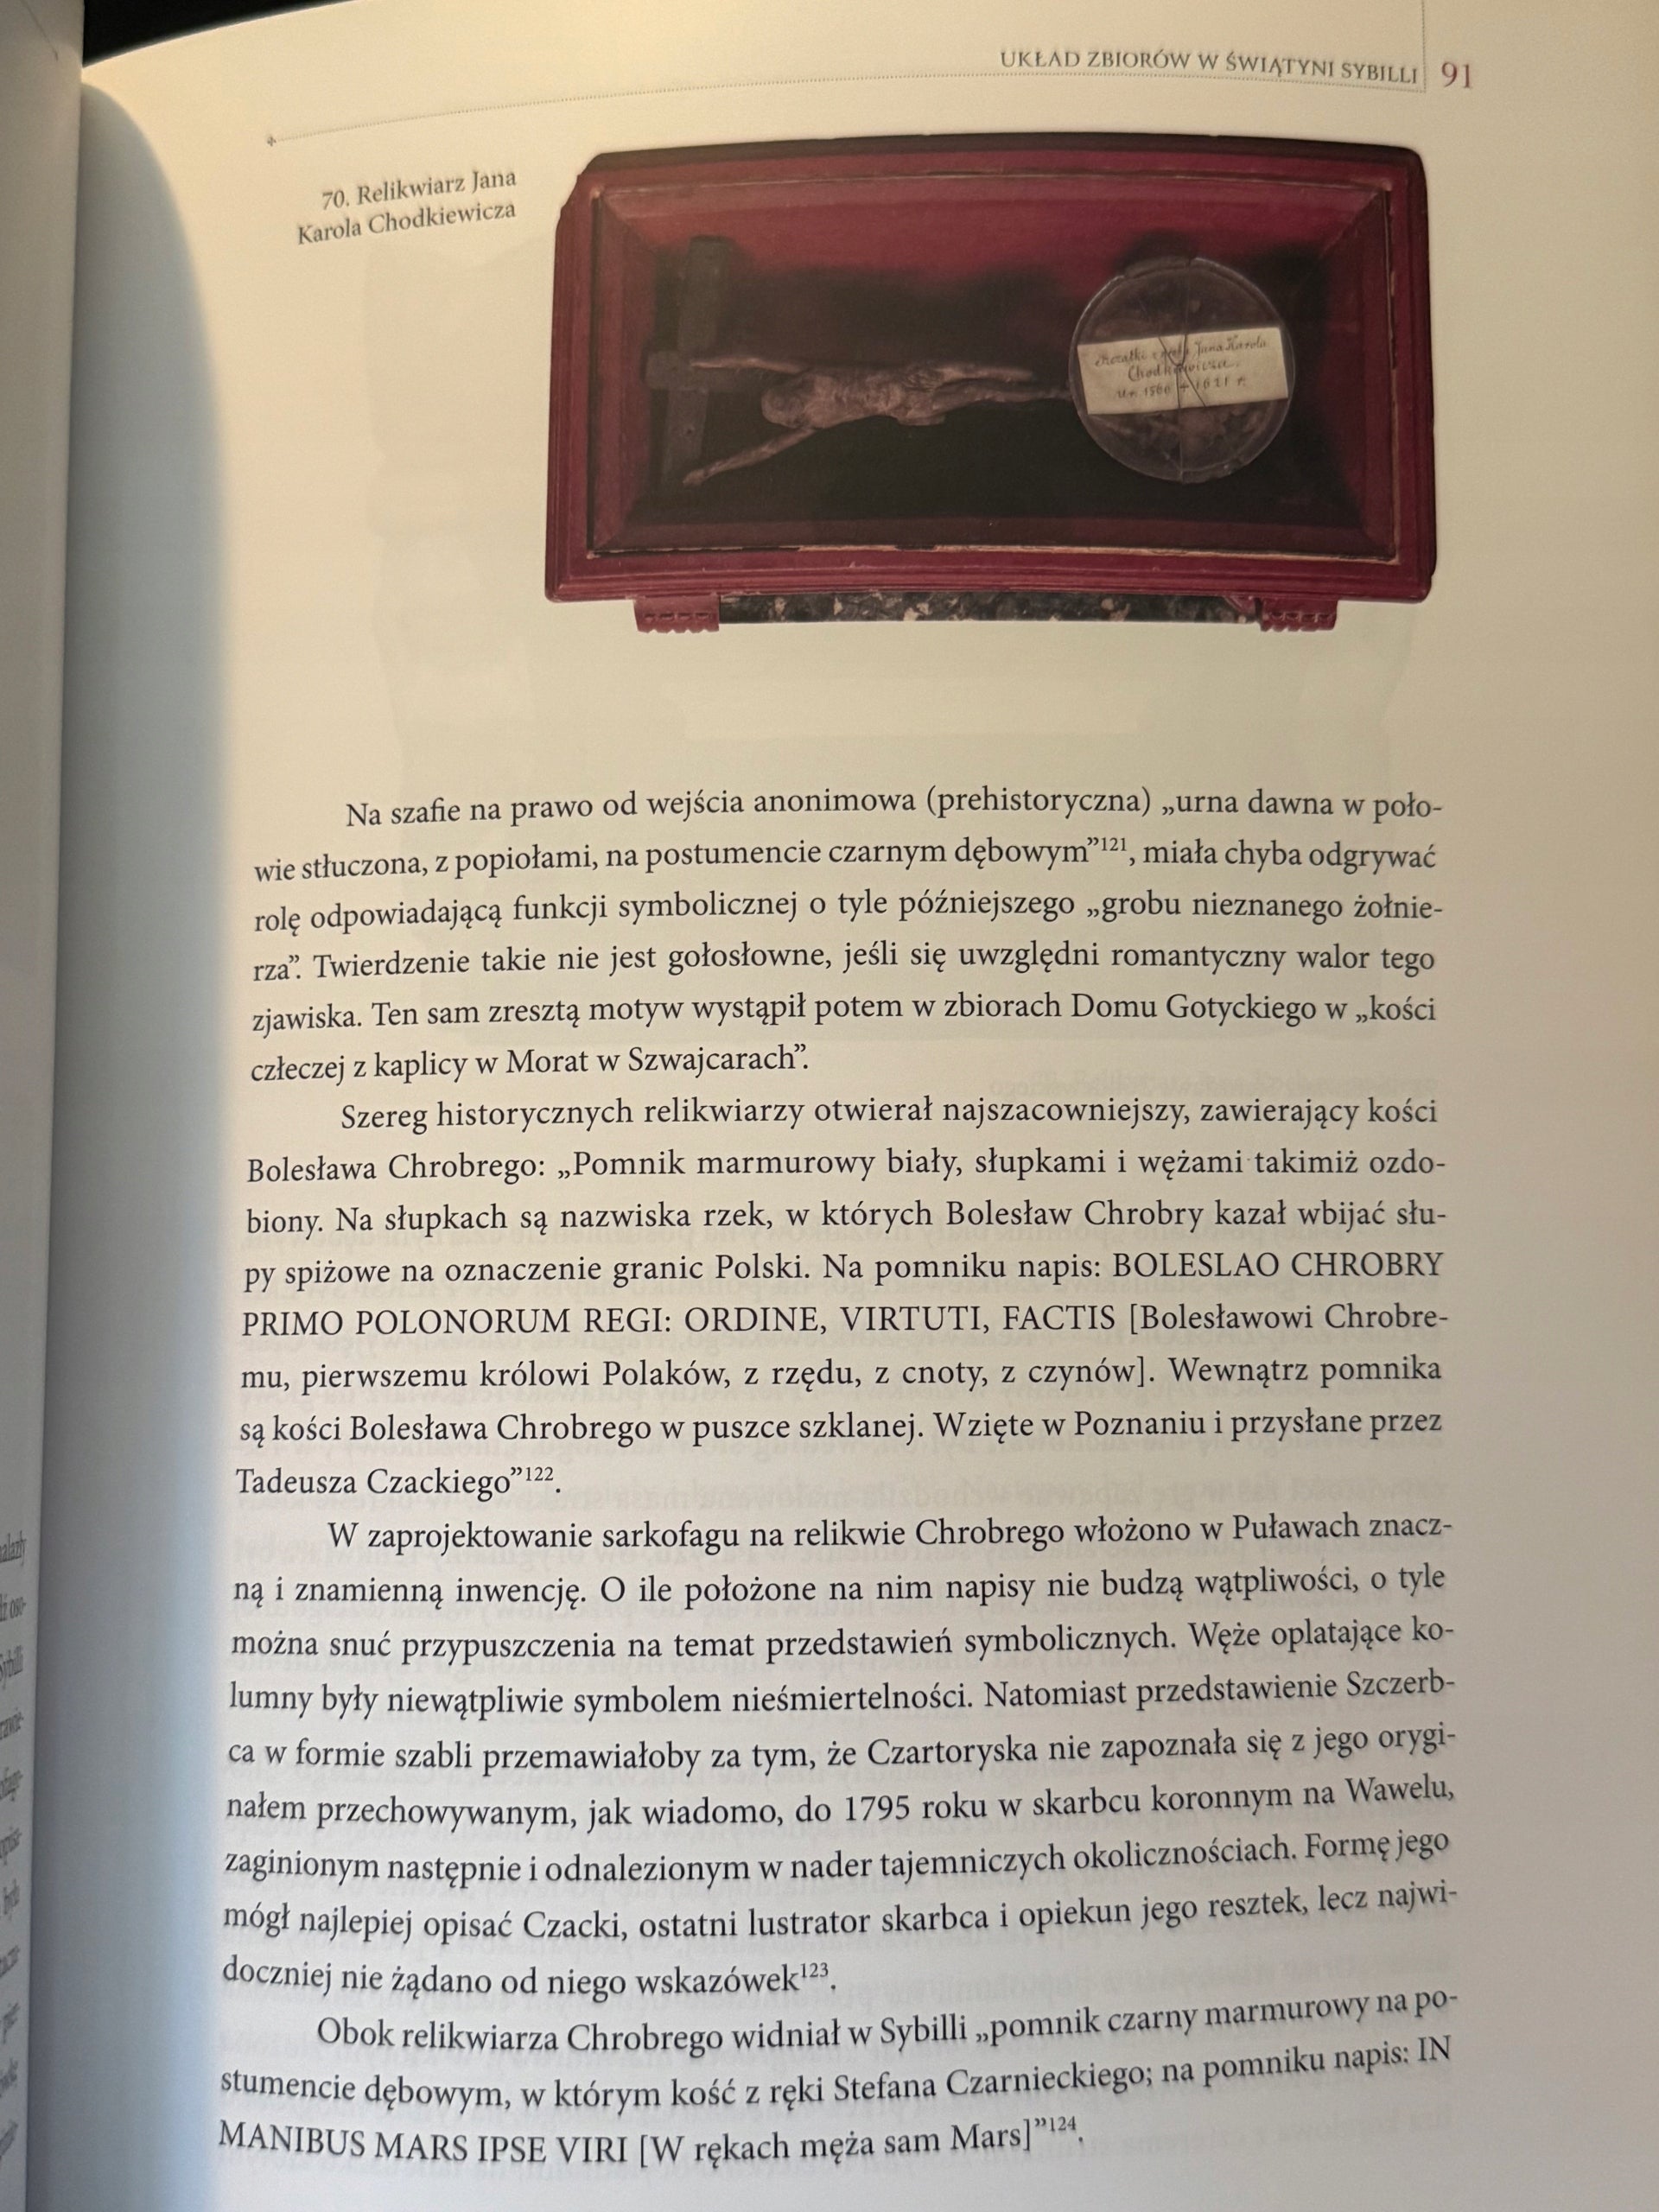 UKŁAD ZBIORÓW W ŚWIĄTYNI SYBILLI 91
70. Relikwiarz Jana
Karola Chodkiewicza
Jana Karola
Chodkiewicza
ur. 1560 + 1621 r.
Na szafie na prawo od wejścia anonimowa (prehistoryczna) „urna dawna w poło-
wie stłuczona, z popiołami, na postumencie czarnym dębowym”¹²¹, miała chyba odgrywać
rolę odpowiadającą funkcji symbolicznej o tyle późniejszego „grobu nieznanego żołnie-
rza”. Twierdzenie takie nie jest gołosłowne, jeśli się uwzględni romantyczny walor tego
zjawiska. Ten sam zresztą motyw wystąpił potem w zbiorach Domu Gotyckiego w „kości
człeczej z kaplicy w Morat w Szwajcarach”.
Szereg historycznych relikwiarzy otwierał najszacowniejszy, zawierający kości
Bolesława Chrobrego: „Pomnik marmurowy biały, słupkami i wężami takimiż ozdo-
biony. Na słupkach są nazwiska rzek, w których Bolesław Chrobry kazał wbijać słu-
py spiżowe na oznaczenie granic Polski. Na pomniku napis: BOLESLAO CHROBRY
PRIMO POLONORUM REGI: ORDINE, VIRTUTI, FACTIS [Bolesławowi Chrobre-
mu, pierwszemu królowi Polaków, z rzędu, z cnoty, z czynów]. Wewnątrz pomnika
są kości Bolesława Chrobrego w puszce szklanej. Wzięte w Poznaniu i przysłane przez
Tadeusza Czackiego”¹²².
W zaprojektowanie sarkofagu na relikwie Chrobrego włożono w Puławach znacz-
ną i znamienną inwencję. O ile położone na nim napisy nie budzą wątpliwości, o tyle
można snuć przypuszczenia na temat przedstawień symbolicznych. Węże oplatające ko-
lumny były niewątpliwie symbolem nieśmiertelności. Natomiast przedstawienie Szczerb-
ca w formie szabli przemawiałoby za tym, że Czartoryska nie zapoznała się z jego orygi-
nałem przechowywanym, jak wiadomo, do 1795 roku w skarbcu koronnym na Wawelu,
zaginionym następnie i odnalezionym w nader tajemniczych okolicznościach. Formę jego
mógł najlepiej opisać Czacki, ostatni lustrator skarbca i opiekun jego resztek, lecz najwi-
doczniej nie żądano od niego wskazówek¹²³.
Obok relikwiarza Chrobrego widniał w Sybilli „pomnik czarny marmurowy na po-
stumencie dębowym, w którym kość z ręki Stefana Czarnieckiego; na pomniku napis: IN
MANIBUS MARS IPSE VIRI [W rękach męża sam Mars]”¹²⁴.